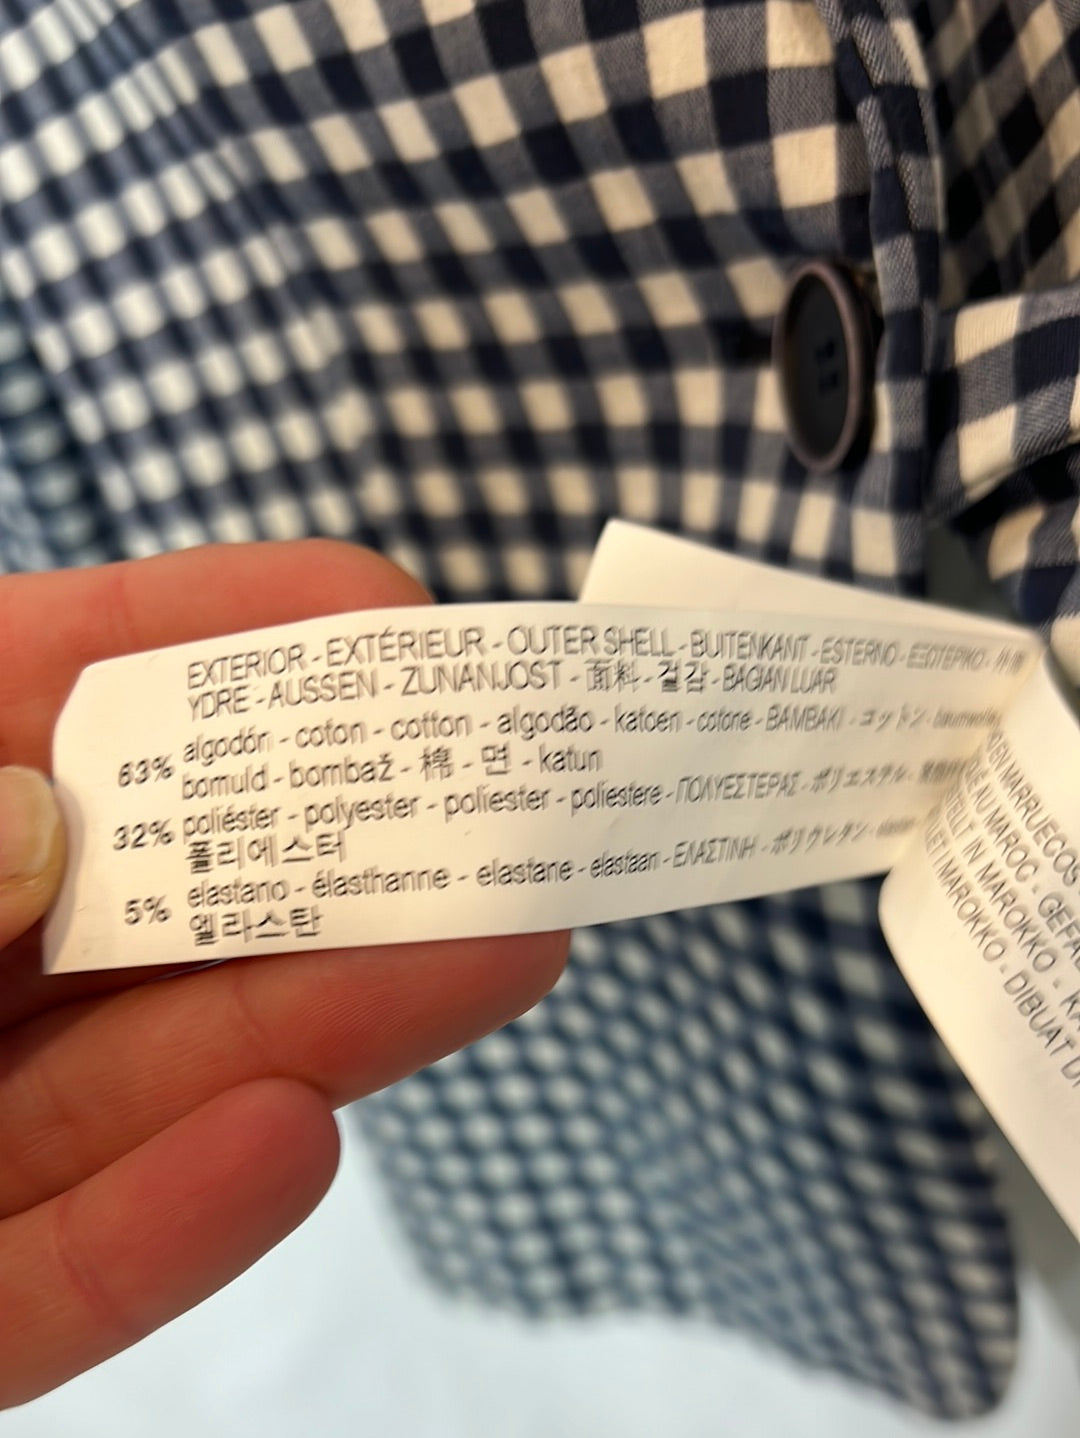 EXTERIOR - EXTÉRIEUR - OUTER SHELL - BUITENKANT - ESTERNO - ΕΞΩΤΕΡΙΚΟ -
YDRE - AUSSEN - ZUNANJOST - 面料 - 겉감 - BAGIAN LUAR
63% algodón - coton - cotton - algodão - katoen - cotone - BAMBAKI - コットン - baumwolle
bomuld - bombaž - 棉 - 면 - katun
32% poliéster - polyester - poliester - poliestere - ΠΟΛΥΕΣΤΕΡΑΣ - ポリエステル -
폴리에스터
5% elastano - élasthanne - elastane - elastaan - ΕΛΑΣΤΙΝΗ - ポリウレタン -
엘라스탄
EN MARRUECOS
AU MAROC - GEFA
IN MAROKKO - KA
MAROKKO - DIBUAT DI